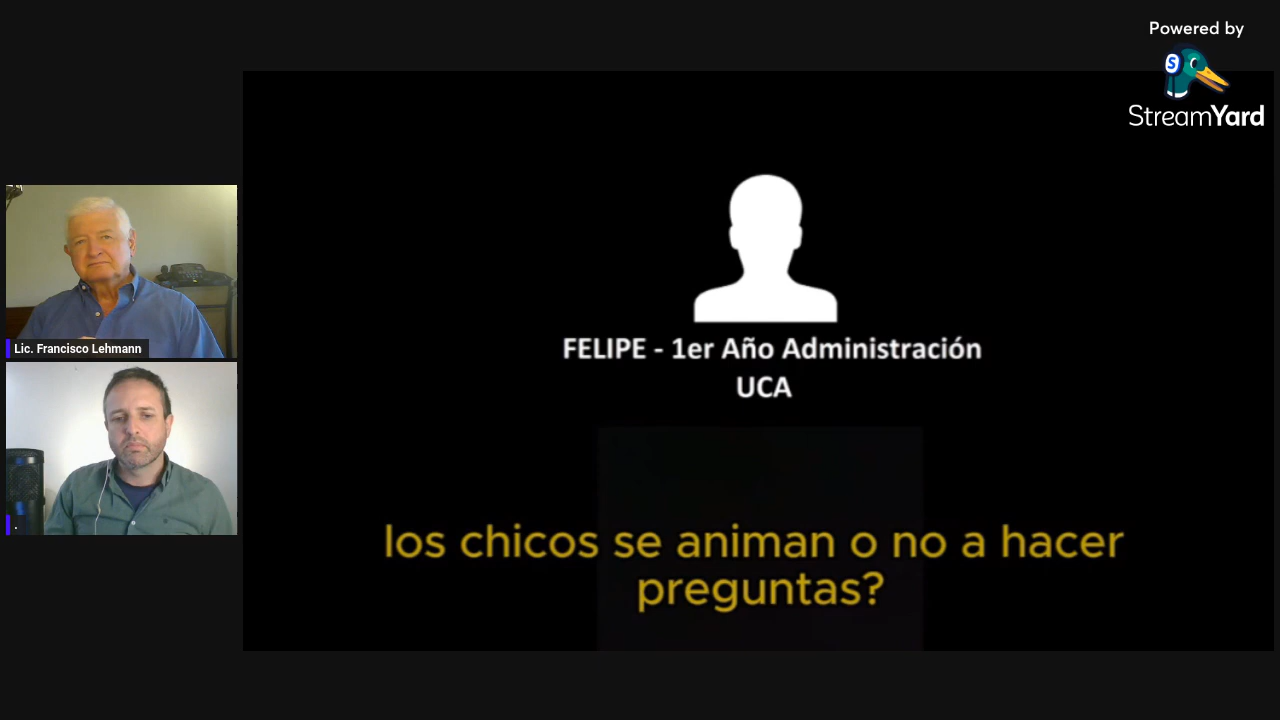 Powered by
S
StreamYard
Lic. Francisco Lehmann
.
FELIPE - 1er Año Administración
UCA
los chicos se animan o no a hacer
preguntas?